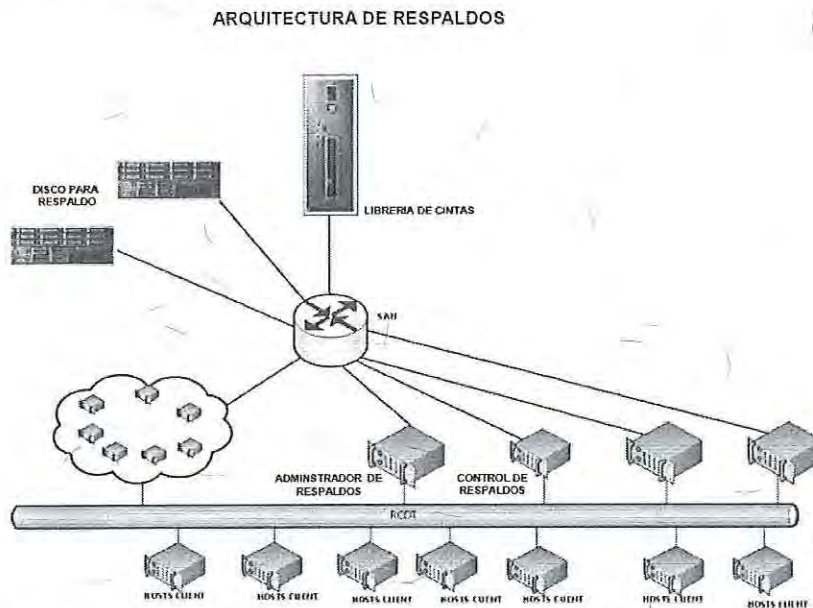 ARQUITECTURA DE RESPALDOS
DISCO PARA
RESPALDO
LIBRERIA DE CINTAS
SAN
ADMINSTRADOR DE
RESPALDOS
CONTROL DE
RESPALDOS
HOSTS CLIENT
HOSTS CLIENT
HOSTS CLIENT
HOSTS CLIENT
HOSTS CLIENT
HOSTS CLIENT
HOSTS CLIENT